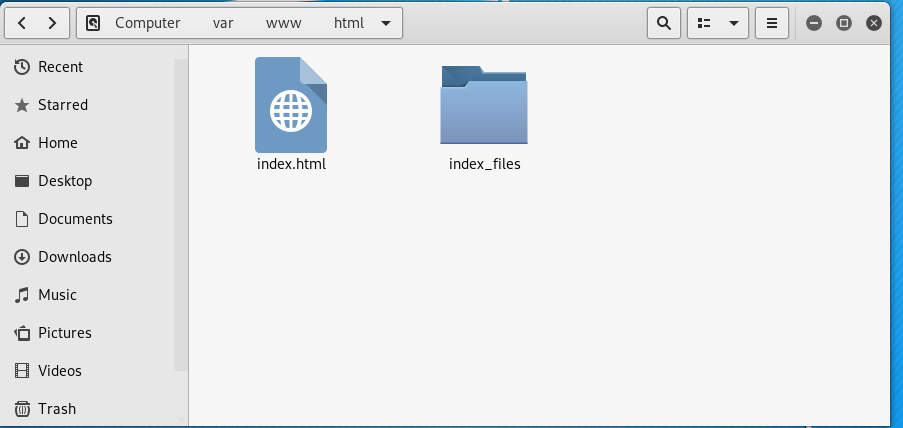 Computer var www html
Recent
Starred
Home
Desktop
Documents
Downloads
Music
Pictures
Videos
Trash
index.html
index_files